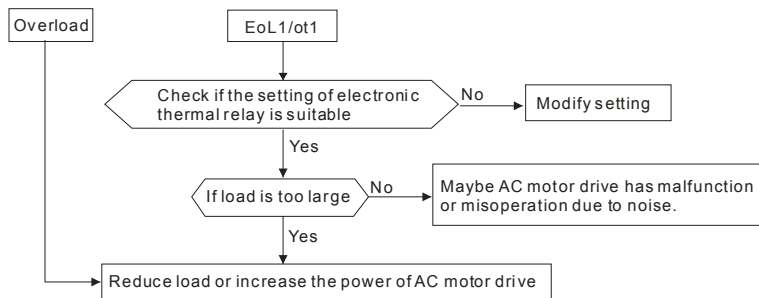 Overload
EoL1/ot1
Check if the setting of electronic
thermal relay is suitable
No
Modify setting
Yes
If load is too large
No
Maybe AC motor drive has malfunction
or misoperation due to noise.
Yes
Reduce load or increase the power of AC motor drive